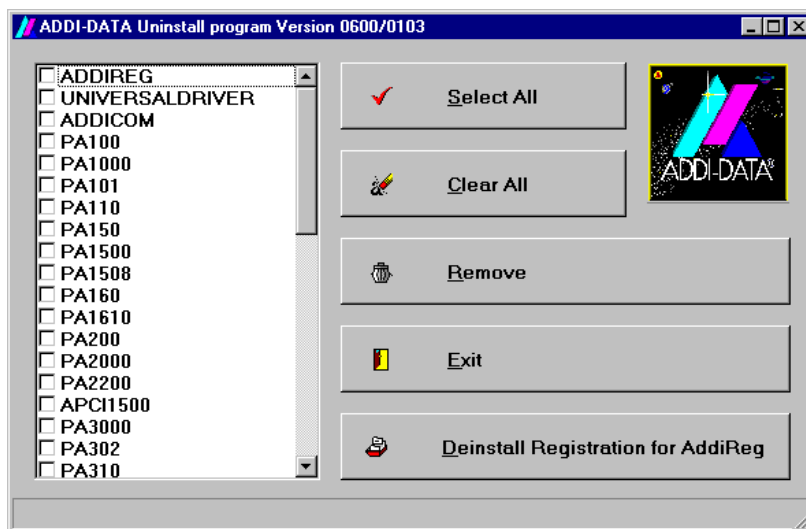 ADDI-DATA Uninstall program Version 0600/0103
ADDIREG
UNIVERSALDRIVER
ADDICOM
PA100
PA1000
PA101
PA110
PA150
PA1500
PA1508
PA160
PA1610
PA200
PA2000
PA2200
APCI1500
PA3000
PA302
PA310
Select All
Clear All
Remove
Exit
Deinstall Registration for AddiReg
ADDI-DATA®